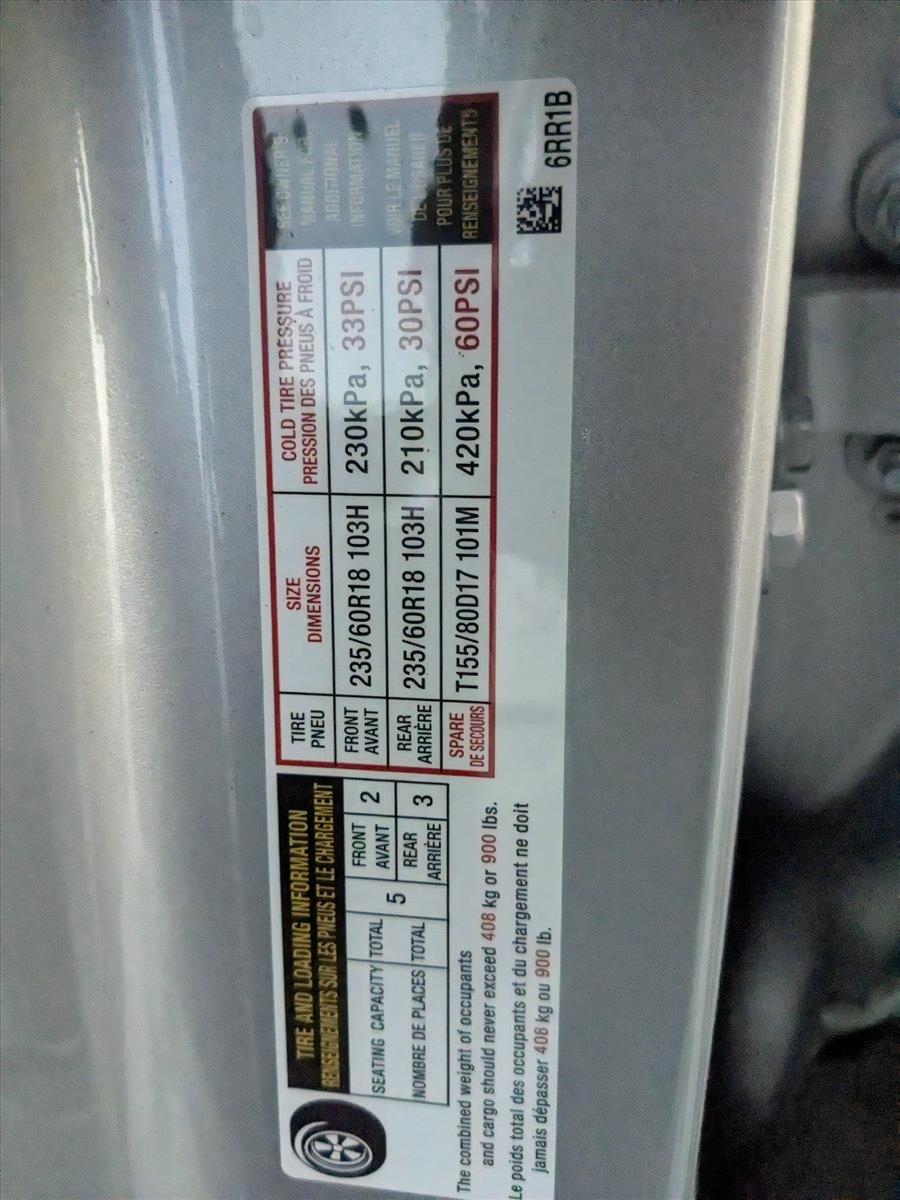 TIRE AND LOADING INFORMATION
RENSEIGNEMENTS SUR LES PNEUS ET LE CHARGEMENT
SEATING CAPACITY TOTAL 5 FRONT AVANT 2
NOMBRE DE PLACES TOTAL REAR ARRIÈRE 3
The combined weight of occupants
and cargo should never exceed 408 kg or 900 lbs.
Le poids total des occupants et du chargement ne doit
jamais dépasser 408 kg ou 900 lb.
TIRE PNEU
SIZE DIMENSIONS
COLD TIRE PRESSURE
PRESSION DES PNEUS À FROID
FRONT AVANT 235/60R18 103H 230kPa, 33PSI
REAR ARRIÈRE 235/60R18 103H 210kPa, 30PSI
SPARE DE SECOURS T155/80D17 101M 420kPa, 60PSI
SEE OWNER'S
MANUAL FOR
ADDITIONAL
INFORMATION
VOIR LE MANUEL
DE L'USAGER
POUR PLUS DE
RENSEIGNEMENTS
6RR1B